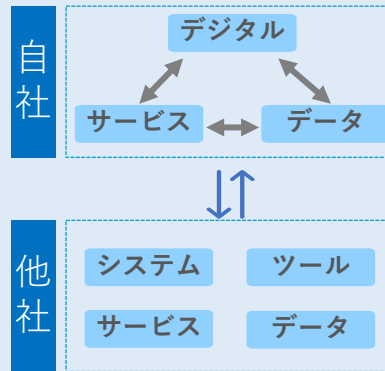 自社
デジタル
サービス
データ
他社
システム
ツール
サービス
データ